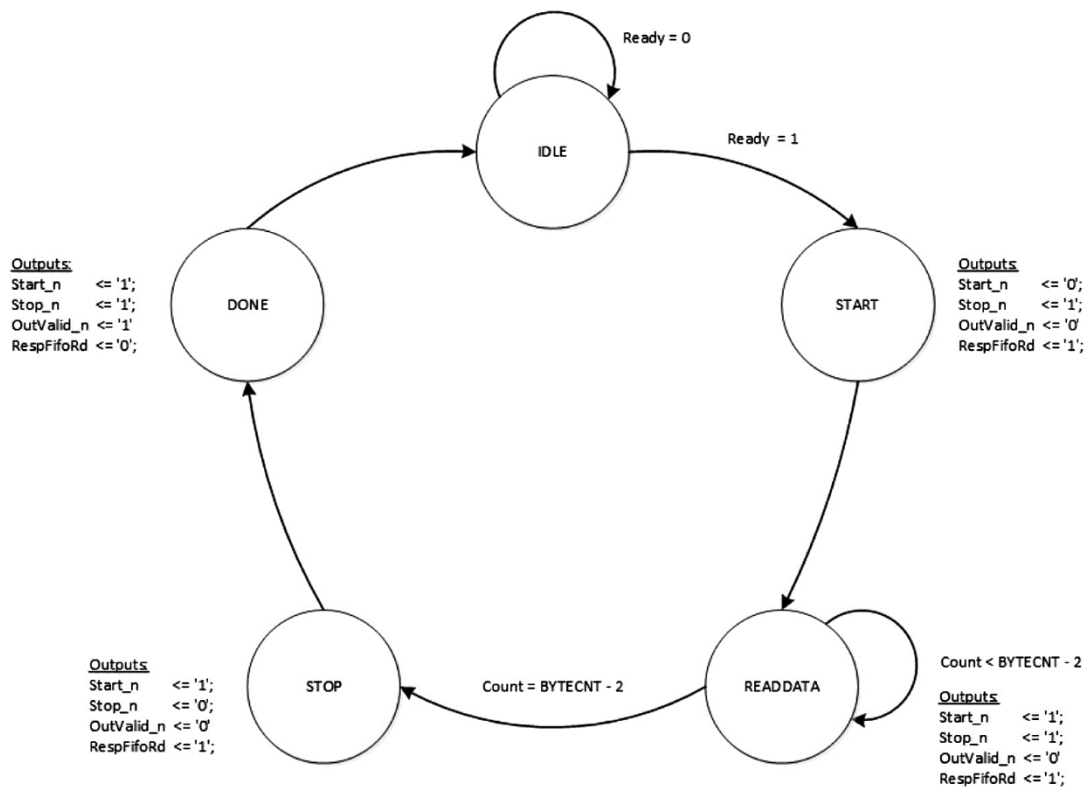 Ready = 0
IDLE
Ready = 1
DONE
Outputs:
Start_n <= '1';
Stop_n <= '1';
OutValid_n <= '1'
RespFifoRd <= '0';
START
Outputs
Start_n <= '0';
Stop_n <= '1';
OutValid_n <= '0'
RespFifoRd <= '1';
STOP
Outputs
Start_n <= '1';
Stop_n <= '0';
OutValid_n <= '0'
RespFifoRd <= '1';
Count = BYTECNT - 2
READDATA
Count < BYTECNT - 2
Outputs
Start_n <= '1';
Stop_n <= '1';
OutValid_n <= '0'
RespFifoRd <= '1';